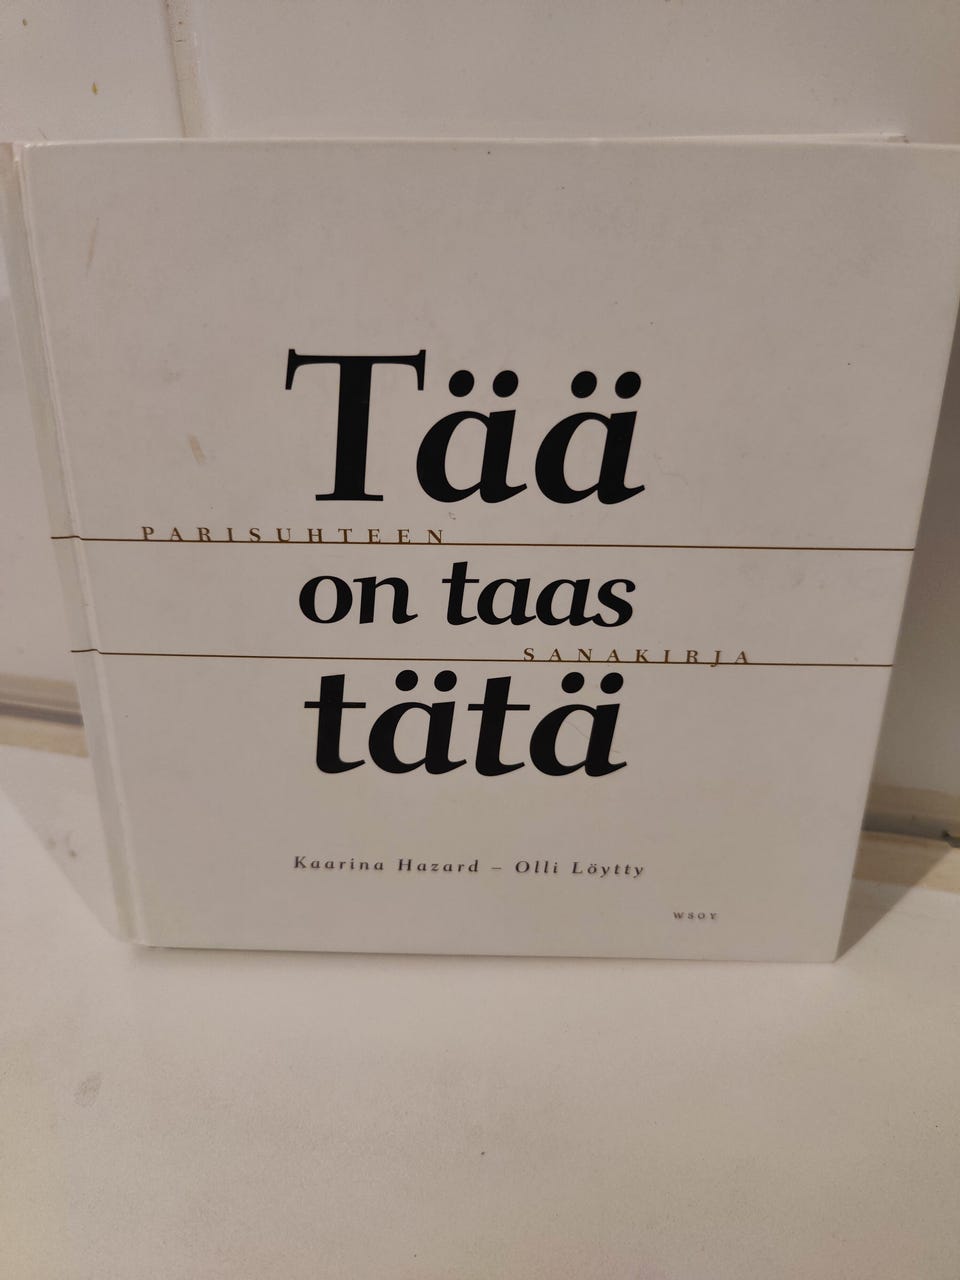 Tää
PARISUHTEEN
on taas
SANAKIRJA
tätä
Kaarina Hazard – Olli Löytty
WSOY